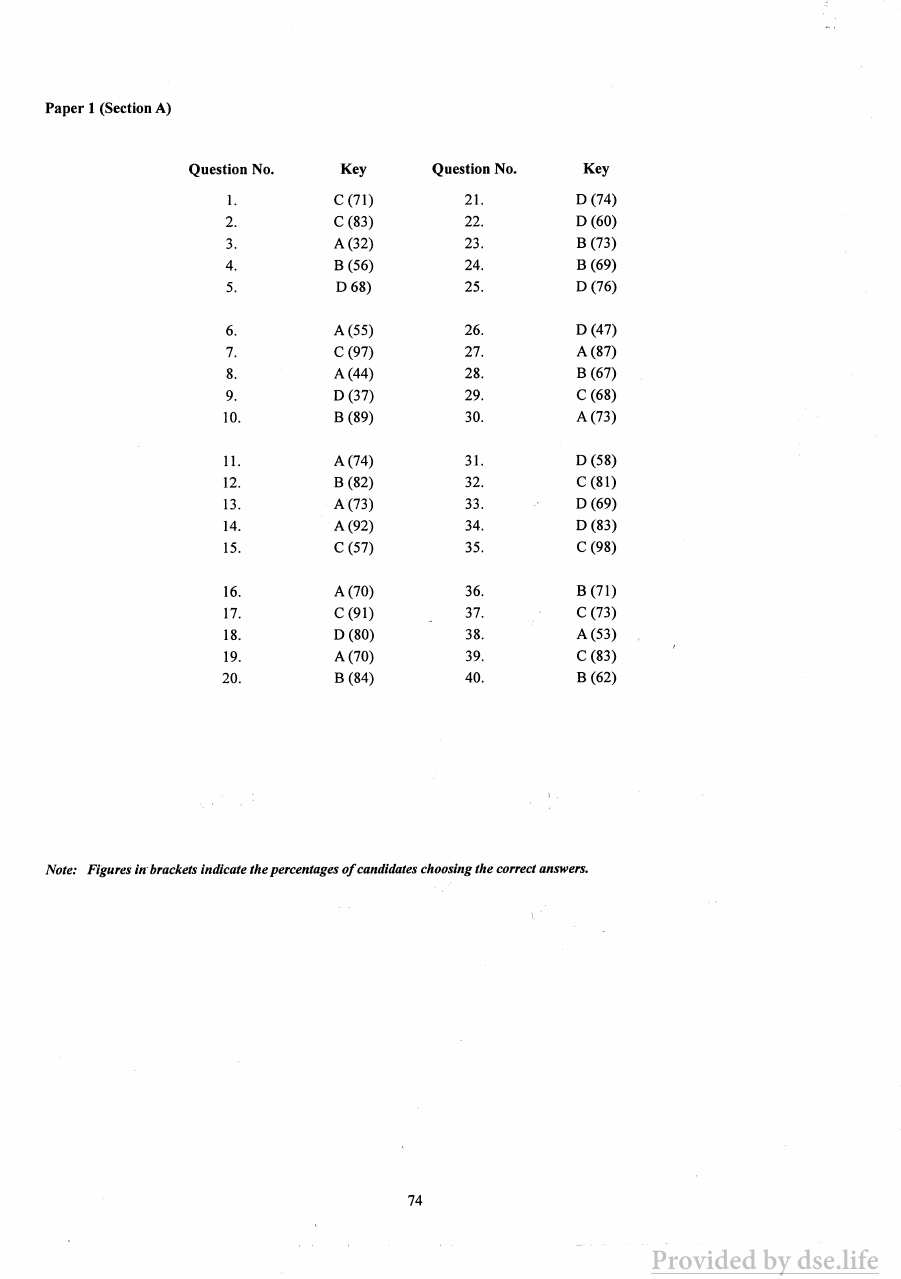 Paper 1 (Section A)
Question No. Key Question No. Key
1. C (71) 21. D (74)
2. C (83) 22. D (60)
3. A (32) 23. B (73)
4. B (56) 24. B (69)
5. D 68) 25. D (76)
6. A (55) 26. D (47)
7. C (97) 27. A (87)
8. A (44) 28. B (67)
9. D (37) 29. C (68)
10. B (89) 30. A (73)
11. A (74) 31. D (58)
12. B (82) 32. C (81)
13. A (73) 33. D (69)
14. A (92) 34. D (83)
15. C (57) 35. C (98)
16. A (70) 36. B (71)
17. C (91) 37. C (73)
18. D (80) 38. A (53)
19. A (70) 39. C (83)
20. B (84) 40. B (62)
Note: Figures in brackets indicate the percentages of candidates choosing the correct answers.
74
Provided by dse.life